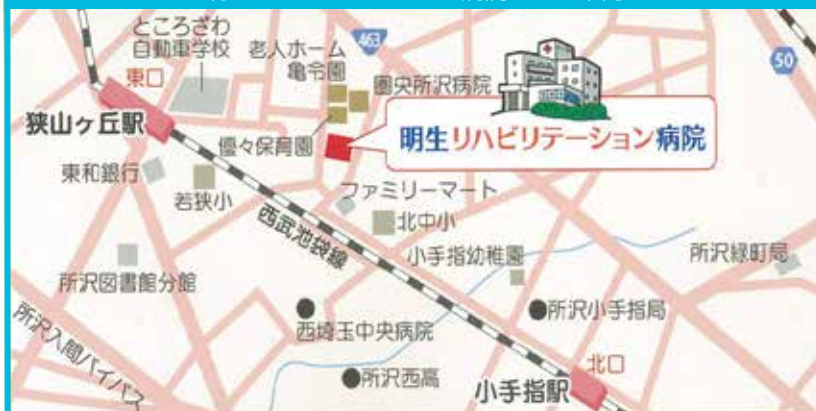 ところざわ
自動車学校
老人ホーム
亀令園
463
圏央所沢病院
50
東口
狭山ヶ丘駅
優々保育園
明生リハビリテーション病院
東和銀行
若狭小
ファミリーマート
北中小
西武池袋線
小手指幼稚園
所沢緑町局
所沢図書館分館
所沢入間バイパス
西埼玉中央病院
所沢小手指局
所沢西高
北口
小手指駅